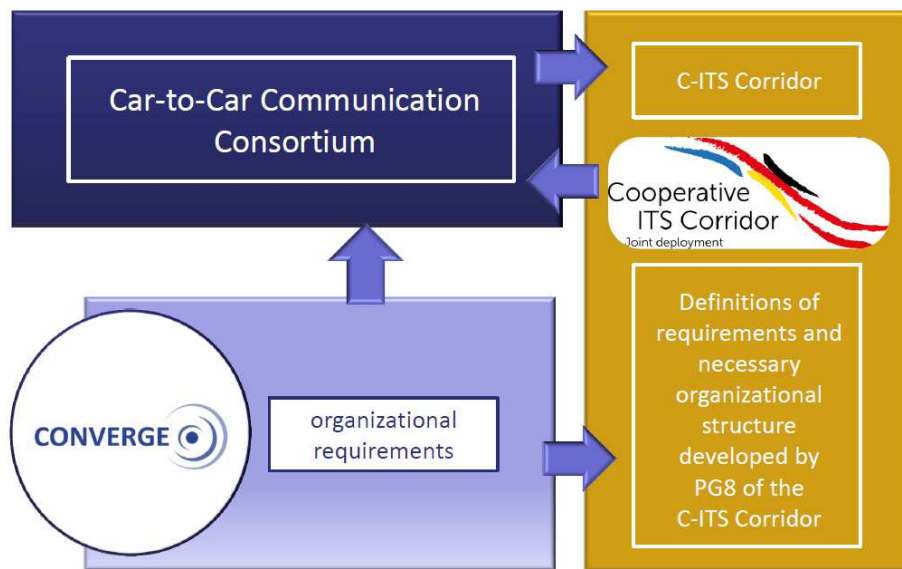 Car-to-Car Communication
Consortium
C-ITS Corridor
Cooperative
ITS Corridor
Joint deployment
CONVERGE
organizational
requirements
Definitions of
requirements and
necessary
organizational
structure
developed by
PG8 of the
C-ITS Corridor